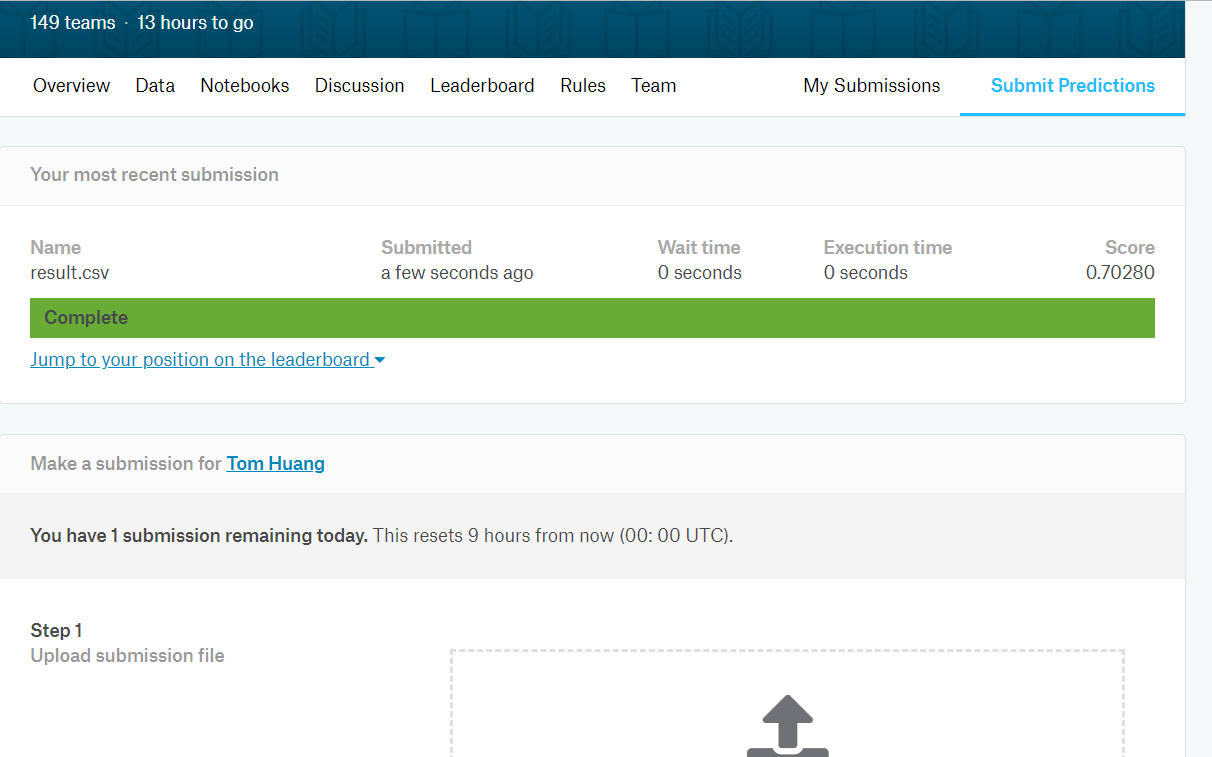 149 teams · 13 hours to go
Overview Data Notebooks Discussion Leaderboard Rules Team My Submissions Submit Predictions
Your most recent submission
Name Submitted Wait time Execution time Score
result.csv a few seconds ago 0 seconds 0 seconds 0.70280
Complete
Jump to your position on the leaderboard
Make a submission for Tom Huang
You have 1 submission remaining today. This resets 9 hours from now (00: 00 UTC).
Step 1
Upload submission file